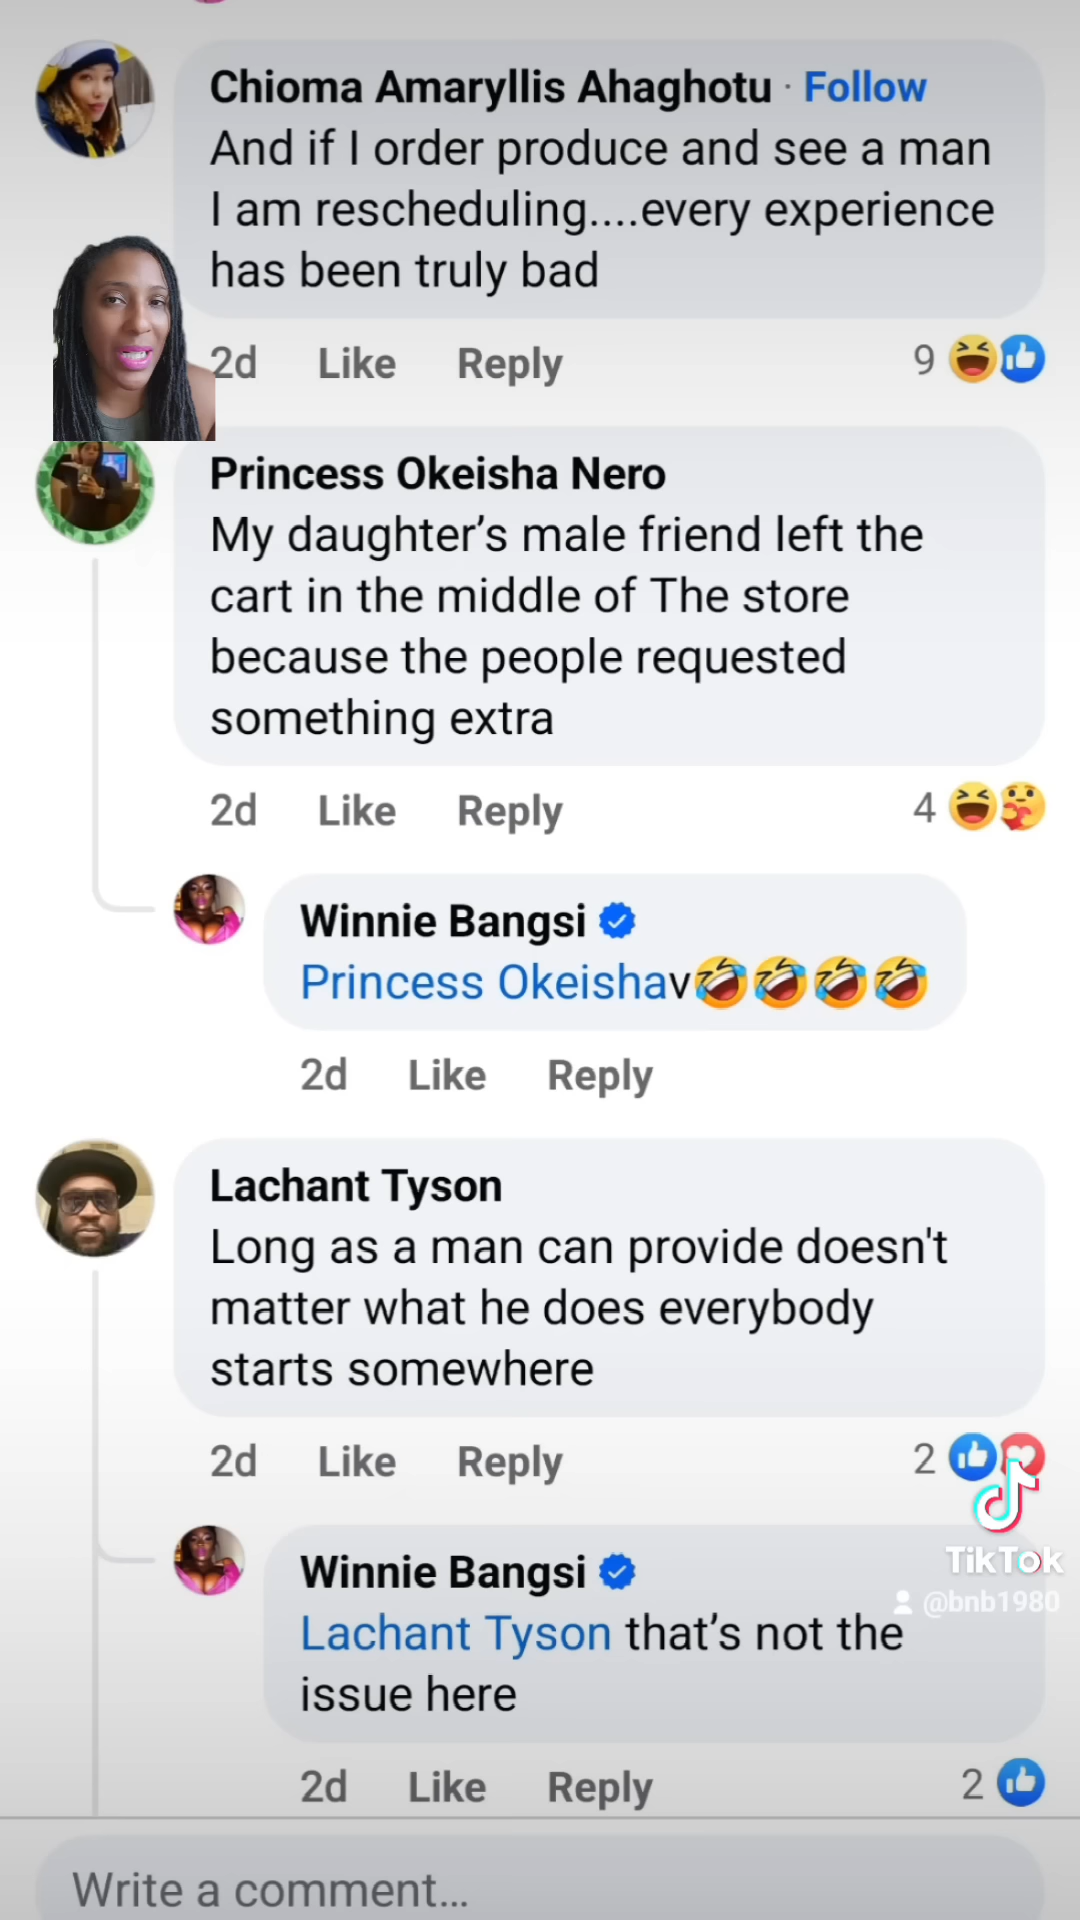 Chioma Amaryllis Ahaghotu · Follow
And if I order produce and see a man
I am rescheduling....every experience
has been truly bad
2d Like Reply 9
Princess Okeisha Nero
My daughter’s male friend left the
cart in the middle of The store
because the people requested
something extra
2d Like Reply 4
Winnie Bangsi
Princess Okeishav🤣🤣🤣🤣
2d Like Reply
Lachant Tyson
Long as a man can provide doesn't
matter what he does everybody
starts somewhere
2d Like Reply 2
TikTok
@bnb1980
Winnie Bangsi
Lachant Tyson that’s not the
issue here
2d Like Reply 2
Write a comment...